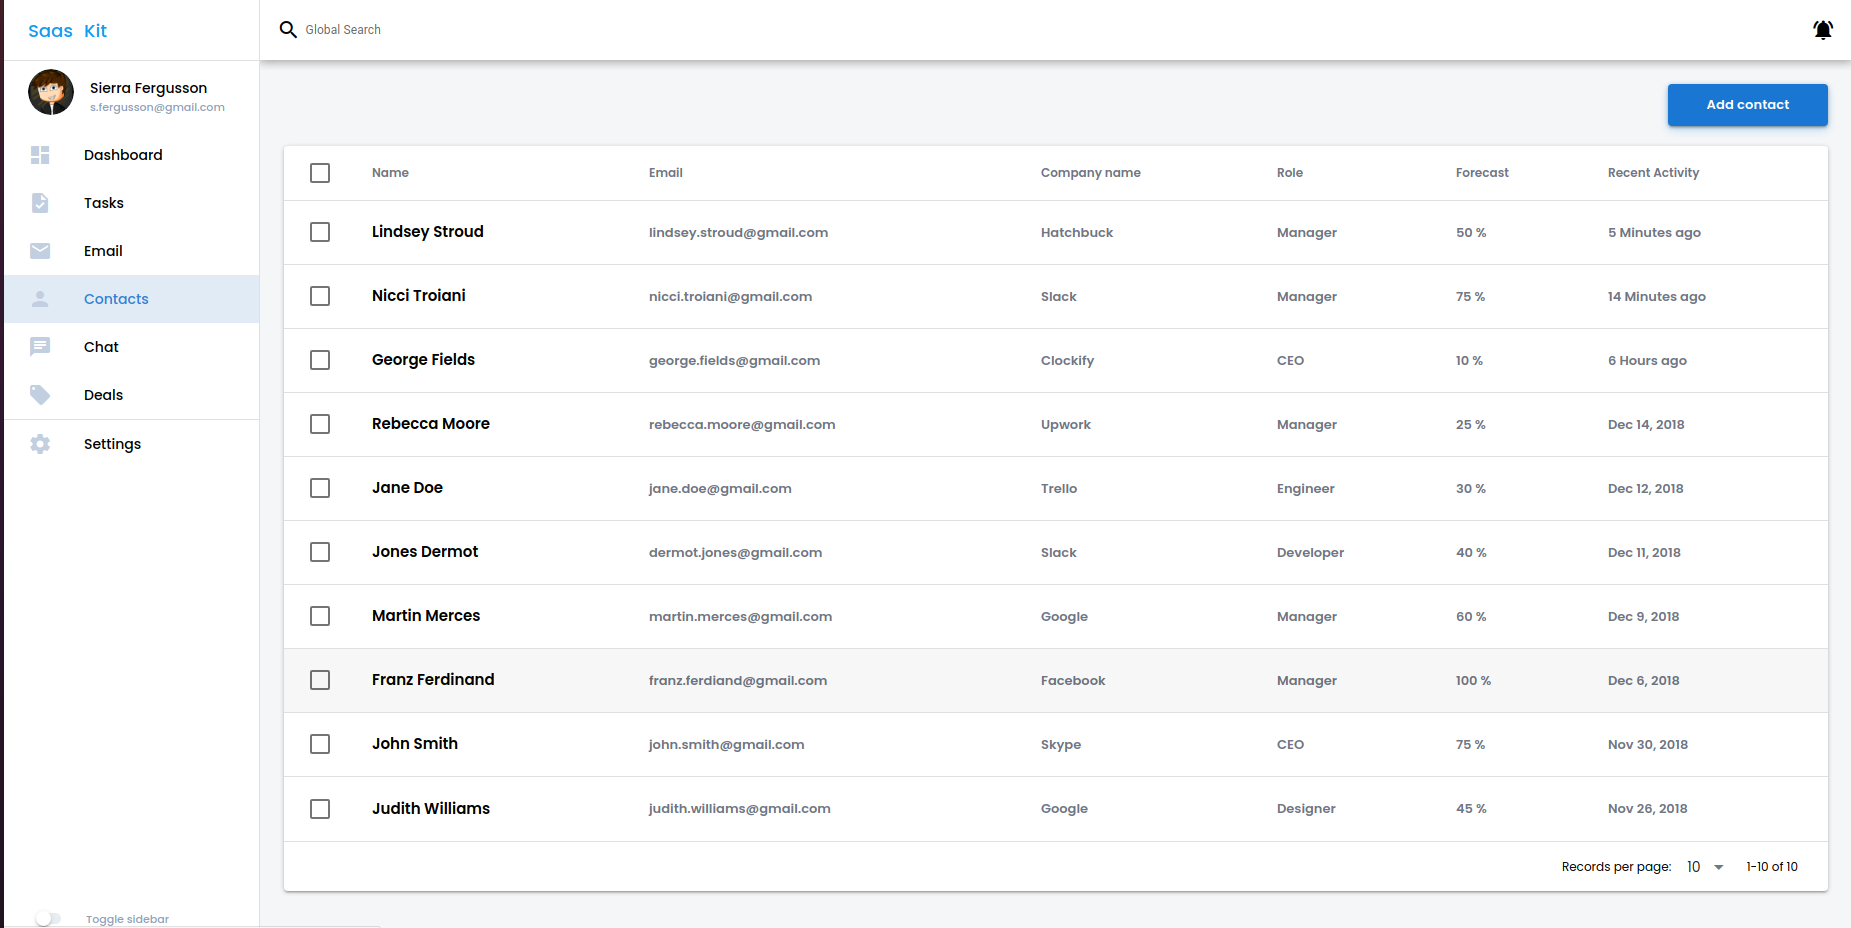 Saas Kit
Global Search
Sierra Fergusson
s.fergusson@gmail.com
Dashboard
Tasks
Email
Contacts
Chat
Deals
Settings
Toggle sidebar
Add contact
Name Email Company name Role Forecast Recent Activity
Lindsey Stroud lindsey.stroud@gmail.com Hatchbuck Manager 50 % 5 Minutes ago
Nicci Troiani nicci.troiani@gmail.com Slack Manager 75 % 14 Minutes ago
George Fields george.fields@gmail.com Clockify CEO 10 % 6 Hours ago
Rebecca Moore rebecca.moore@gmail.com Upwork Manager 25 % Dec 14, 2018
Jane Doe jane.doe@gmail.com Trello Engineer 30 % Dec 12, 2018
Jones Dermot dermot.jones@gmail.com Slack Developer 40 % Dec 11, 2018
Martin Merces martin.merces@gmail.com Google Manager 60 % Dec 9, 2018
Franz Ferdinand franz.ferdiand@gmail.com Facebook Manager 100 % Dec 6, 2018
John Smith john.smith@gmail.com Skype CEO 75 % Nov 30, 2018
Judith Williams judith.williams@gmail.com Google Designer 45 % Nov 26, 2018
Records per page: 10 1-10 of 10